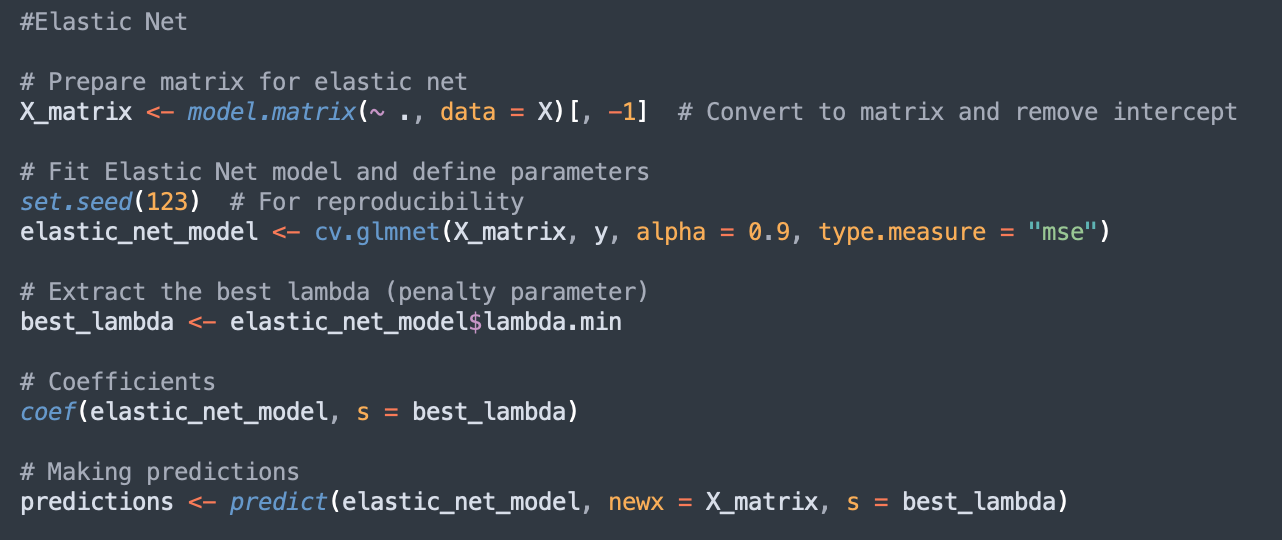 #Elastic Net
# Prepare matrix for elastic net
X_matrix <- model.matrix(~ ., data = X)[, -1]  # Convert to matrix and remove intercept
# Fit Elastic Net model and define parameters
set.seed(123)  # For reproducibility
elastic_net_model <- cv.glmnet(X_matrix, y, alpha = 0.9, type.measure = "mse")
# Extract the best lambda (penalty parameter)
best_lambda <- elastic_net_model$lambda.min
# Coefficients
coef(elastic_net_model, s = best_lambda)
# Making predictions
predictions <- predict(elastic_net_model, newx = X_matrix, s = best_lambda)